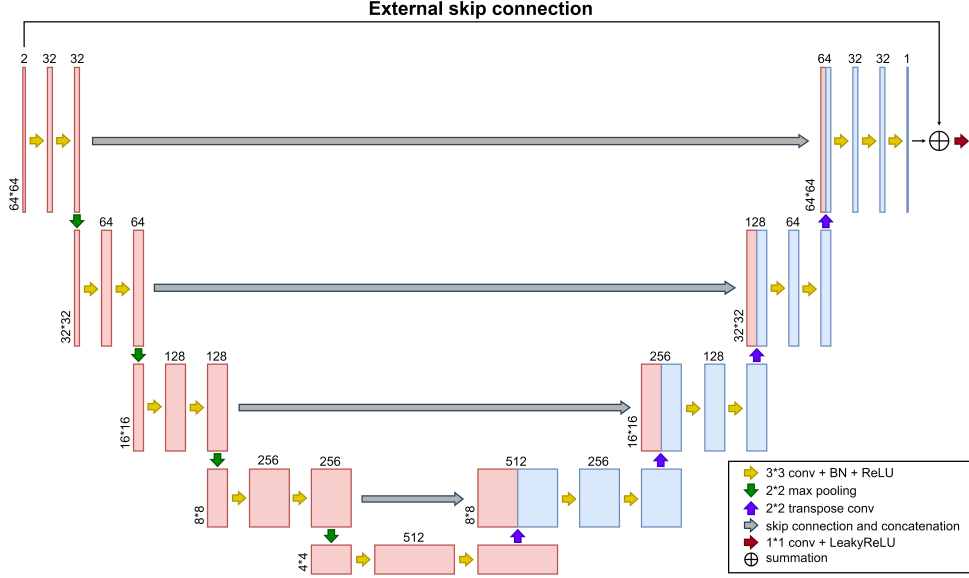 External skip connection
2 32 32 64 32 32 1
64*64 64*64
64 64 128 64
32*32 32*32
128 128 256 128
16*16 16*16
256 256 512 256
8*8 8*8
512
4*4
3*3 conv + BN + ReLU
2*2 max pooling
2*2 transpose conv
skip connection and concatenation
1*1 conv + LeakyReLU
summation